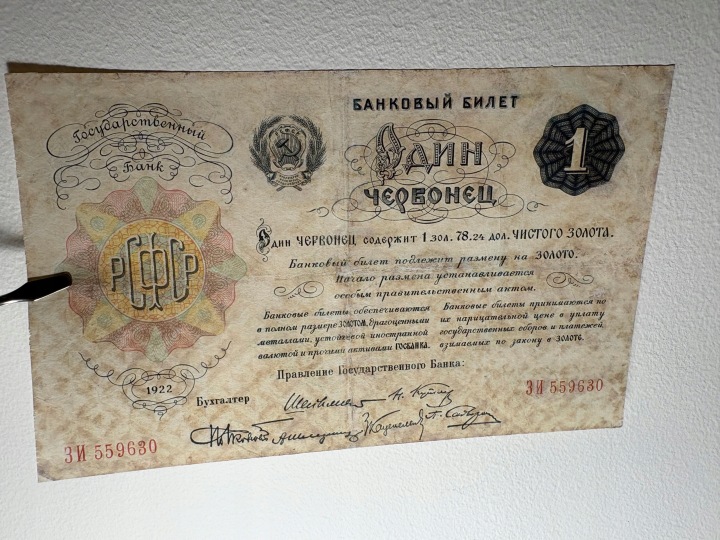 БАНКОВЫЙ БИЛЕТ
Государственный
Банк
1
Один
ЧЕРВОНЕЦ
Один ЧЕРВОНЕЦ содержит 1 зол. 78.24 дол. ЧИСТОГО ЗОЛОТА.
Банковый билет подлежит размену на ЗОЛОТО.
Начало размена устанавливается
особым правительственным актом.
РСФСР
Банковые билеты обеспечиваются
в полном размере ЗОЛОТОМ, драгоценными
металлами, устойчивой иностранной
валютой и прочими активами ГОСБАНКА.
Банковые билеты принимаются по
их нарицательной цене в уплату
государственных сборов и платежей,
взимаемых по закону в ЗОЛОТЕ.
Правление Государственного Банка:
1922
Бухгалтер
ЗИ 559630
ЗИ 559630